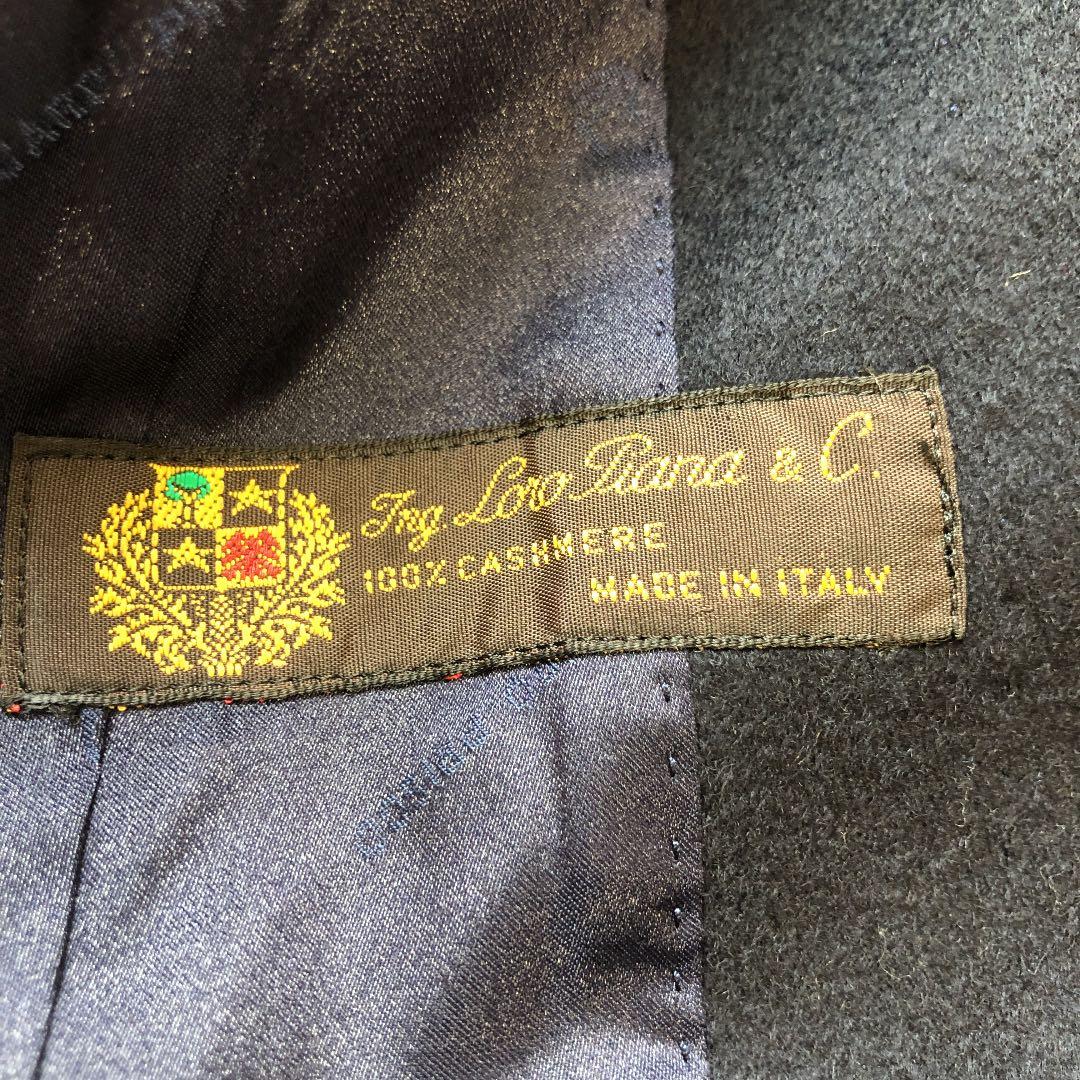 Ing Loro Piana & C.
100% CASHMERE
MADE IN ITALY